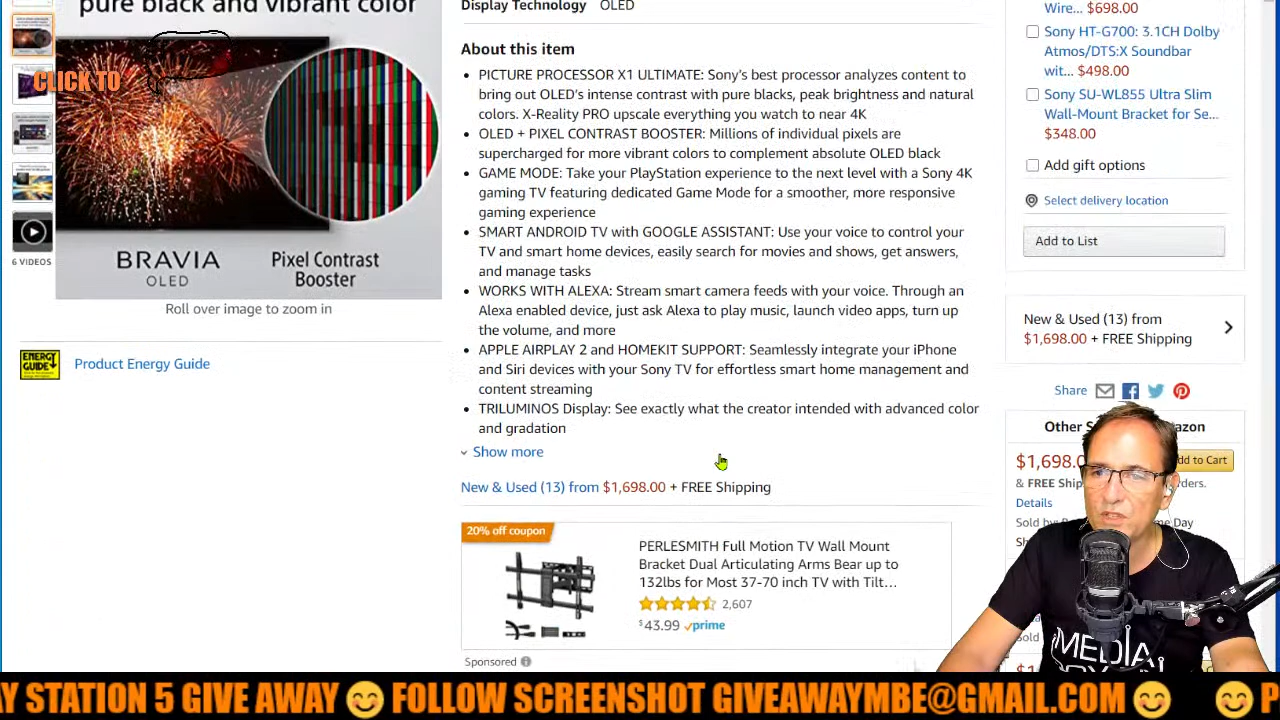 pure black and vibrant color
CLICK TO
BRAVIA
OLED
Pixel Contrast
Booster
6 VIDEOS
Roll over image to zoom in
ENERGY
GUIDE
Product Energy Guide
Display Technology OLED
About this item
• PICTURE PROCESSOR X1 ULTIMATE: Sony's best processor analyzes content to
bring out OLED's intense contrast with pure blacks, peak brightness and natural
colors. X-Reality PRO upscale everything you watch to near 4K
• OLED + PIXEL CONTRAST BOOSTER: Millions of individual pixels are
supercharged for more vibrant colors to complement absolute OLED black
• GAME MODE: Take your PlayStation experience to the next level with a Sony 4K
gaming TV featuring dedicated Game Mode for a smoother, more responsive
gaming experience
• SMART ANDROID TV with GOOGLE ASSISTANT: Use your voice to control your
TV and smart home devices, easily search for movies and shows, get answers,
and manage tasks
• WORKS WITH ALEXA: Stream smart camera feeds with your voice. Through an
Alexa enabled device, just ask Alexa to play music, launch video apps, turn up
the volume, and more
• APPLE AIRPLAY 2 and HOMEKIT SUPPORT: Seamlessly integrate your iPhone
and Siri devices with your Sony TV for effortless smart home management and
content streaming
• TRILUMINOS Display: See exactly what the creator intended with advanced color
and gradation
Show more
New & Used (13) from $1,698.00 + FREE Shipping
20% off coupon
PERLESMITH Full Motion TV Wall Mount
Bracket Dual Articulating Arms Bear up to
132lbs for Most 37-70 inch TV with Tilt...
2,607
$43.99 prime
Sponsored
Wire... $698.00
Sony HT-G700: 3.1CH Dolby
Atmos/DTS:X Soundbar
wit... $498.00
Sony SU-WL855 Ultra Slim
Wall-Mount Bracket for Se...
$348.00
Add gift options
Select delivery location
Add to List
New & Used (13) from
$1,698.00 + FREE Shipping
Share
Other S azon
$1,698.0 dd to Cart
& FREE Ship rders.
Details
Sold by me Day
Sh
Sold
MEDIA
AY STATION 5 GIVE AWAY 😊 FOLLOW SCREENSHOT GIVEAWAYMBE@GMAIL.COM 😊 😊 P